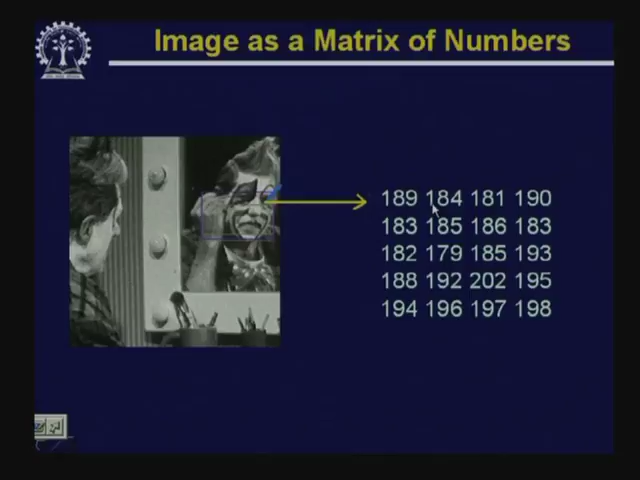 Image as a Matrix of Numbers
189 184 181 190
183 185 186 183
182 179 185 193
188 192 202 195
194 196 197 198